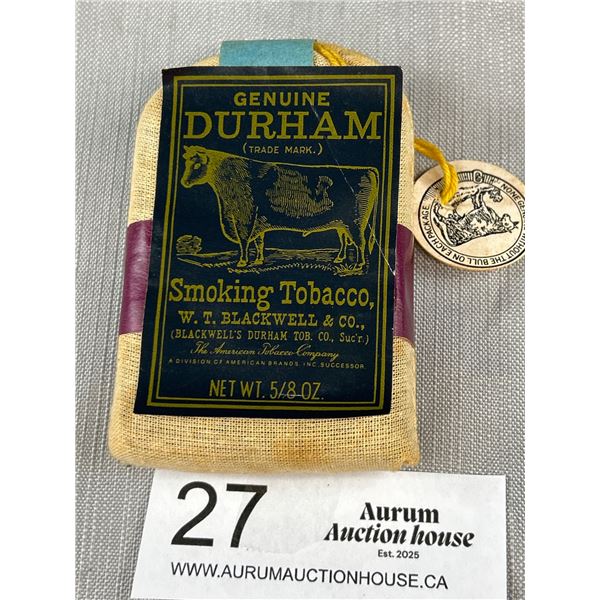 GENUINE
DURHAM
(TRADE MARK.)
Smoking Tobacco,
W. T. BLACKWELL & CO.,
(BLACKWELL'S DURHAM TOB. CO., Suc'r.)
The American Tobacco Company
A DIVISION OF AMERICAN BRANDS, INC. SUCCESSOR
NET WT. 5/8 OZ.
WITHOUT THE BULL ON EACH PACKAGE
27
Aurum
Auction house
Est. 2025
WWW.AURUMAUCTIONHOUSE.CA